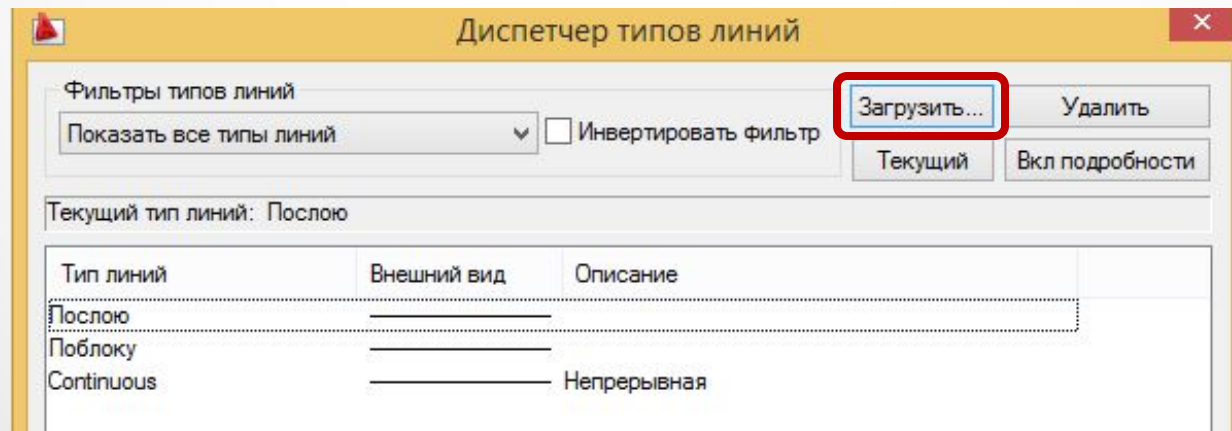 Диспетчер типов линий
Фильтры типов линий
Показать все типы линий
Инвертировать фильтр
Загрузить...
Удалить
Текущий
Вкл подробности
Текущий тип линий: Послою
Тип линий Внешний вид Описание
Послою
Поблоку
Continuous Непрерывная